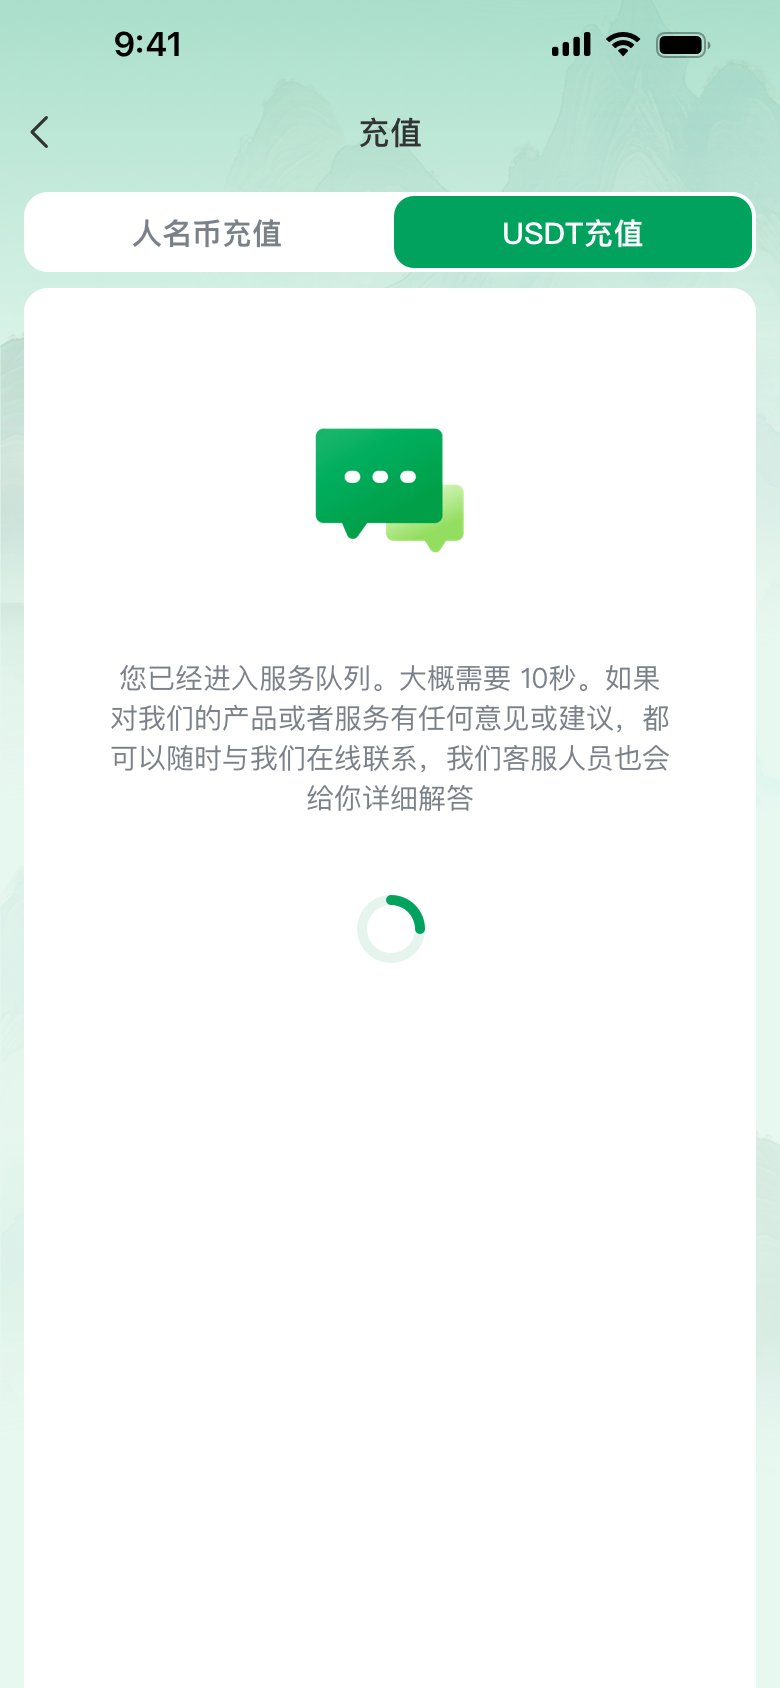 9:41
充值
人名币充值
USDT充值
您已经进入服务队列。大概需要 10秒。如果
对我们的产品或者服务有任何意见或建议，都
可以随时与我们在线联系，我们客服人员也会
给你详细解答